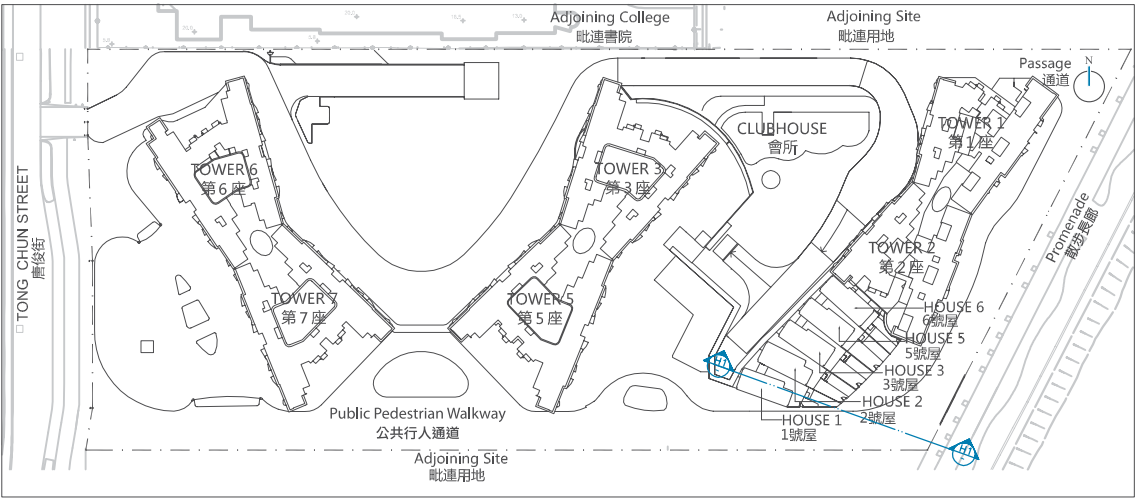 Adjoining College
毗連書院
Adjoining Site
毗連用地
Passage
通道
N
TOWER 1
第1座
CLUBHOUSE
會所
TOWER 6
第6座
TOWER 3
第3座
TONG CHUN STREET
唐俊街
Promenade
散步長廊
TOWER 2
第2座
TOWER 7
第7座
TOWER 5
第5座
HOUSE 6
6號屋
HOUSE 5
5號屋
HOUSE 3
3號屋
HOUSE 2
2號屋
HOUSE 1
1號屋
H1
H1
Public Pedestrian Walkway
公共行人通道
Adjoining Site
毗連用地